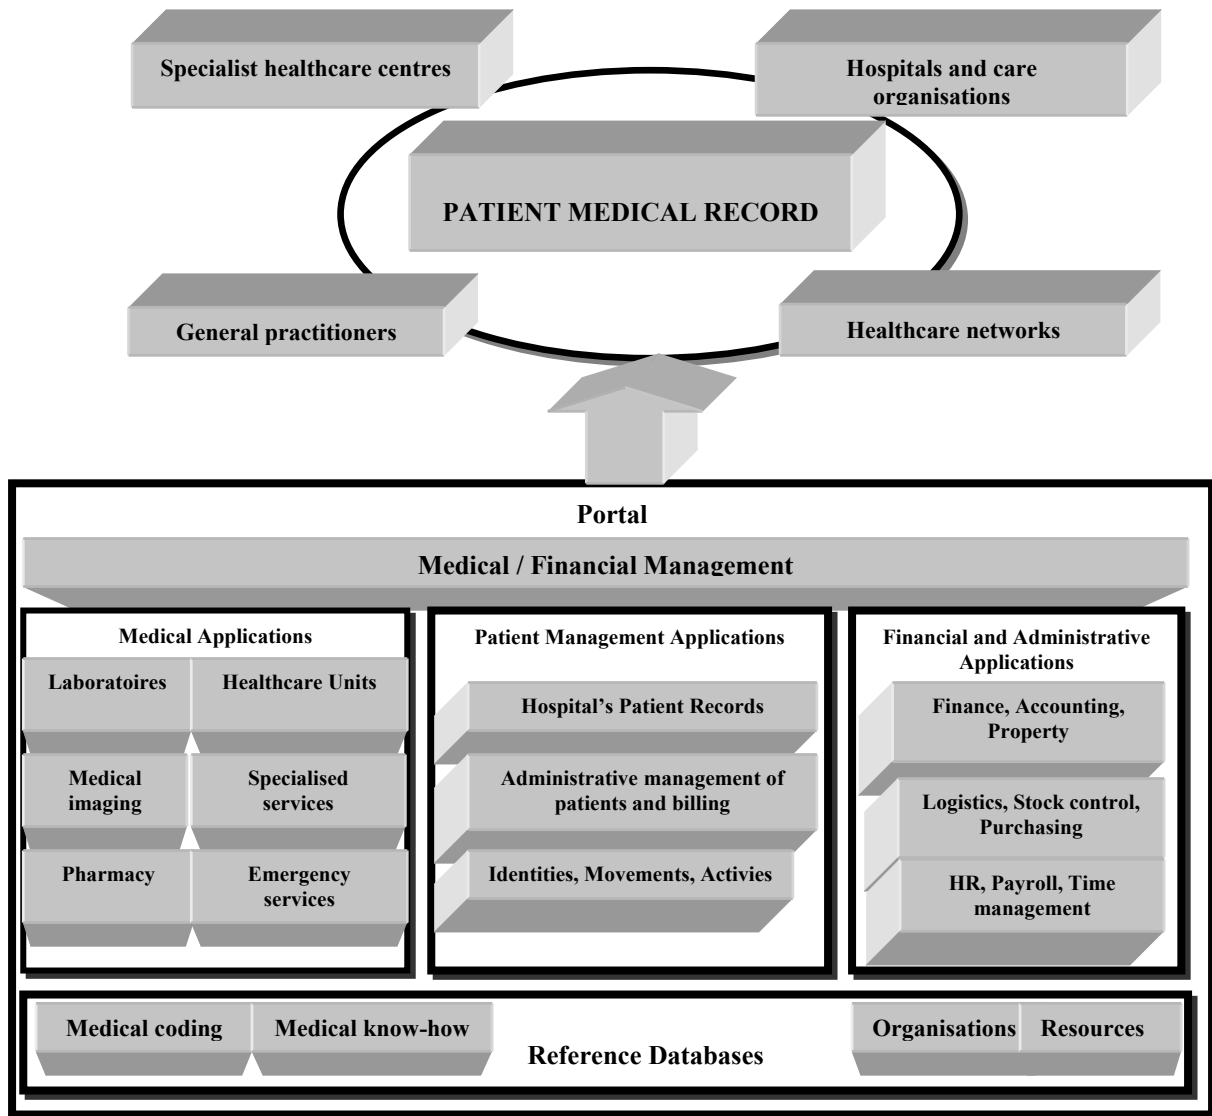 Specialist healthcare centres
Hospitals and care
organisations
PATIENT MEDICAL RECORD
General practitioners
Healthcare networks
Portal
Medical / Financial Management
Medical Applications
Laboratoires
Healthcare Units
Medical
imaging
Specialised
services
Pharmacy
Emergency
services
Patient Management Applications
Hospital’s Patient Records
Administrative management of
patients and billing
Identities, Movements, Activies
Financial and Administrative
Applications
Finance, Accounting,
Property
Logistics, Stock control,
Purchasing
HR, Payroll, Time
management
Medical coding
Medical know-how
Reference Databases
Organisations
Resources